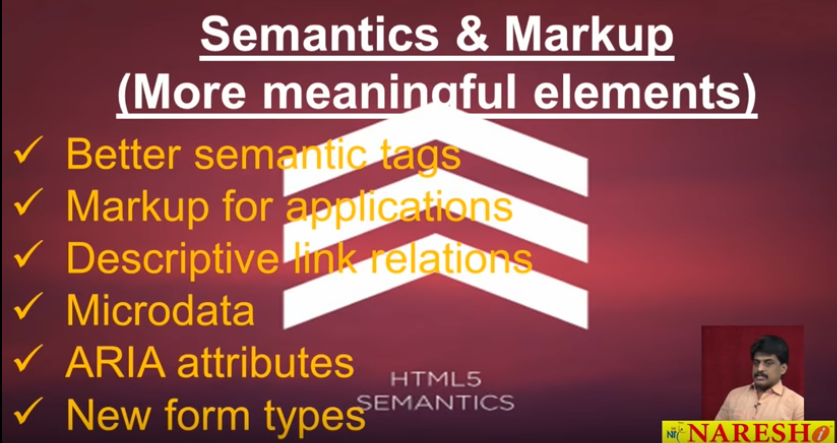 Semantics & Markup
(More meaningful elements)
✓ Better semantic tags
✓ Markup for applications
✓ Descriptive link relations
✓ Microdata
✓ ARIA attributes
✓ New form types
HTML5
SEMANTICS
NARESH i